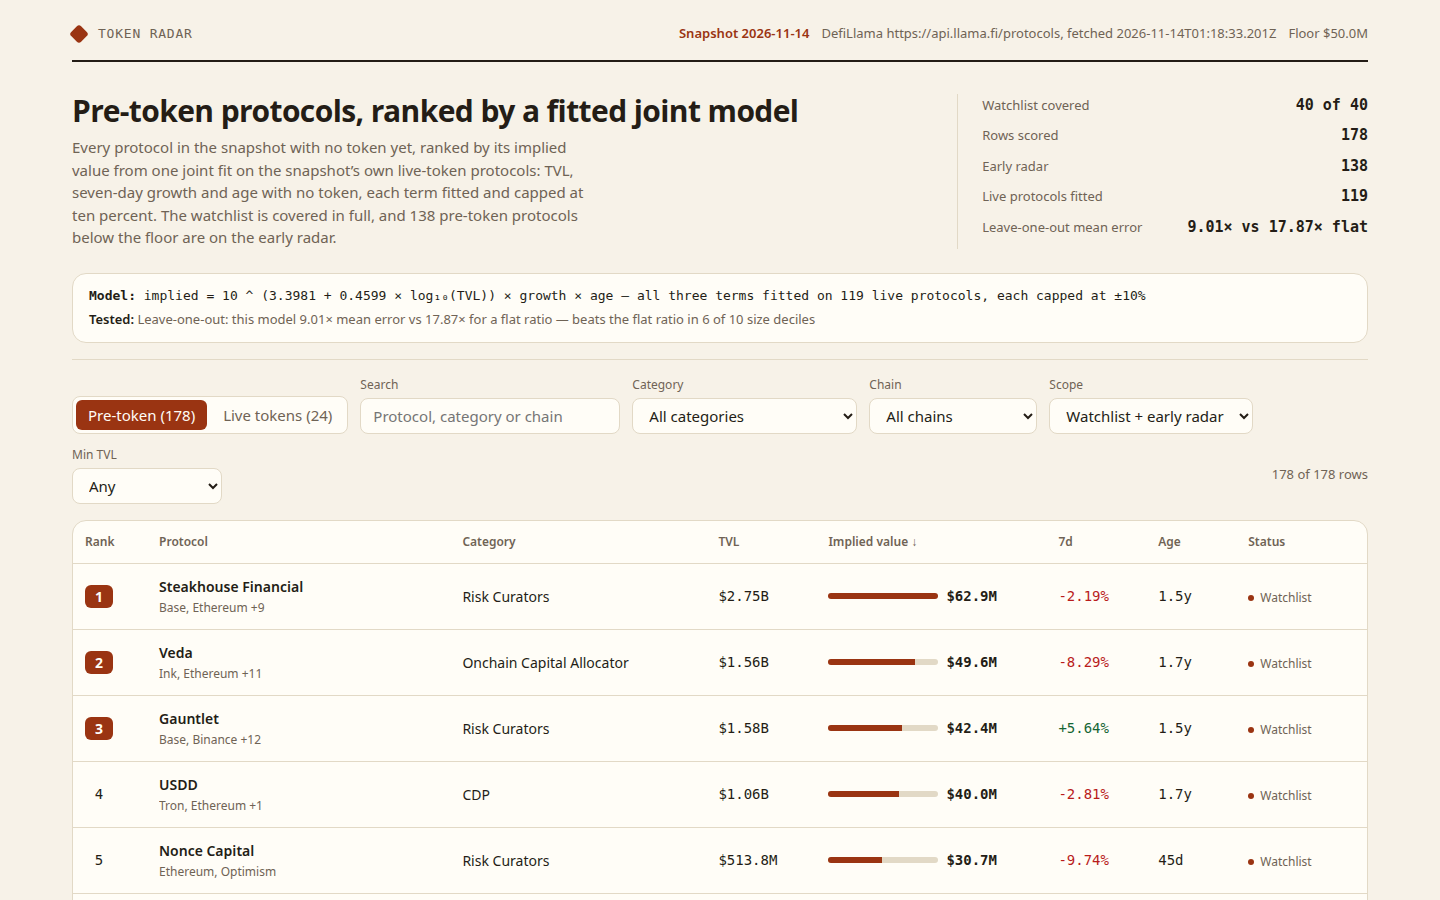 TOKEN RADAR
Snapshot 2026-11-14 DefiLlama https://api.llama.fi/protocols, fetched 2026-11-14T01:18:33.201Z Floor $50.0M
Pre-token protocols, ranked by a fitted joint model
Every protocol in the snapshot with no token yet, ranked by its implied
value from one joint fit on the snapshot’s own live-token protocols: TVL,
seven-day growth and age with no token, each term fitted and capped at
ten percent. The watchlist is covered in full, and 138 pre-token protocols
below the floor are on the early radar.
Watchlist covered 40 of 40
Rows scored 178
Early radar 138
Live protocols fitted 119
Leave-one-out mean error 9.01× vs 17.87× flat
Model: implied = 10 ^ (3.3981 + 0.4599 × log₁₀(TVL)) × growth × age — all three terms fitted on 119 live protocols, each capped at ±10%
Tested: Leave-one-out: this model 9.01× mean error vs 17.87× for a flat ratio — beats the flat ratio in 6 of 10 size deciles
Pre-token (178) Live tokens (24)
Search
Protocol, category or chain
Category
All categories
Chain
All chains
Scope
Watchlist + early radar
Min TVL
Any
178 of 178 rows
Rank Protocol Category TVL Implied value ↓ 7d Age Status
1 Steakhouse Financial Risk Curators $2.75B $62.9M -2.19% 1.5y Watchlist
Base, Ethereum +9
2 Veda Onchain Capital Allocator $1.56B $49.6M -8.29% 1.7y Watchlist
Ink, Ethereum +11
3 Gauntlet Risk Curators $1.58B $42.4M +5.64% 1.5y Watchlist
Base, Binance +12
4 USDD CDP $1.06B $40.0M -2.81% 1.7y Watchlist
Tron, Ethereum +1
5 Nonce Capital Risk Curators $513.8M $30.7M -9.74% 45d Watchlist
Ethereum, Optimism